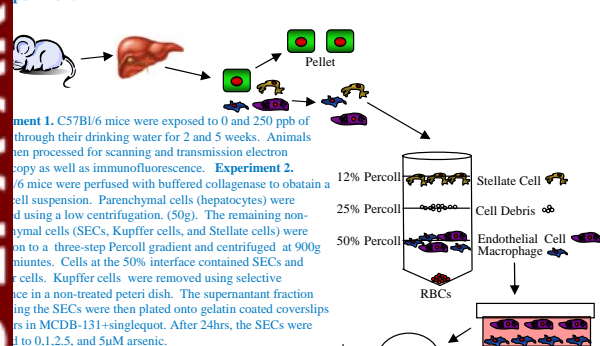 Pellet
ment 1. C57Bl/6 mice were exposed to 0 and 250 ppb of
through their drinking water for 2 and 5 weeks. Animals
hen processed for scanning and transmission electron
copy as well as immunofluorescence. Experiment 2.
/6 mice were perfused with buffered collagenase to obatain a
cell suspension. Parenchymal cells (hepatocytes) were
d using a low centrifugation. (50g). The remaining non-
hymal cells (SECs, Kupffer cells, and Stellate cells) were
on to a three-step Percoll gradient and centrifuged at 900g
miuntes. Cells at the 50% interface contained SECs and
r cells. Kupffer cells were removed using selective
nce in a non-treated peteri dish. The supernantant fraction
ing the SECs were then plated onto gelatin coated coverslips
rs in MCDB-131+singlequot. After 24hrs, the SECs were
d to 0,1,2.5, and 5µM arsenic.
12% Percoll
Stellate Cell
25% Percoll
Cell Debris
50% Percoll
Endothelial Cell
Macrophage
RBCs